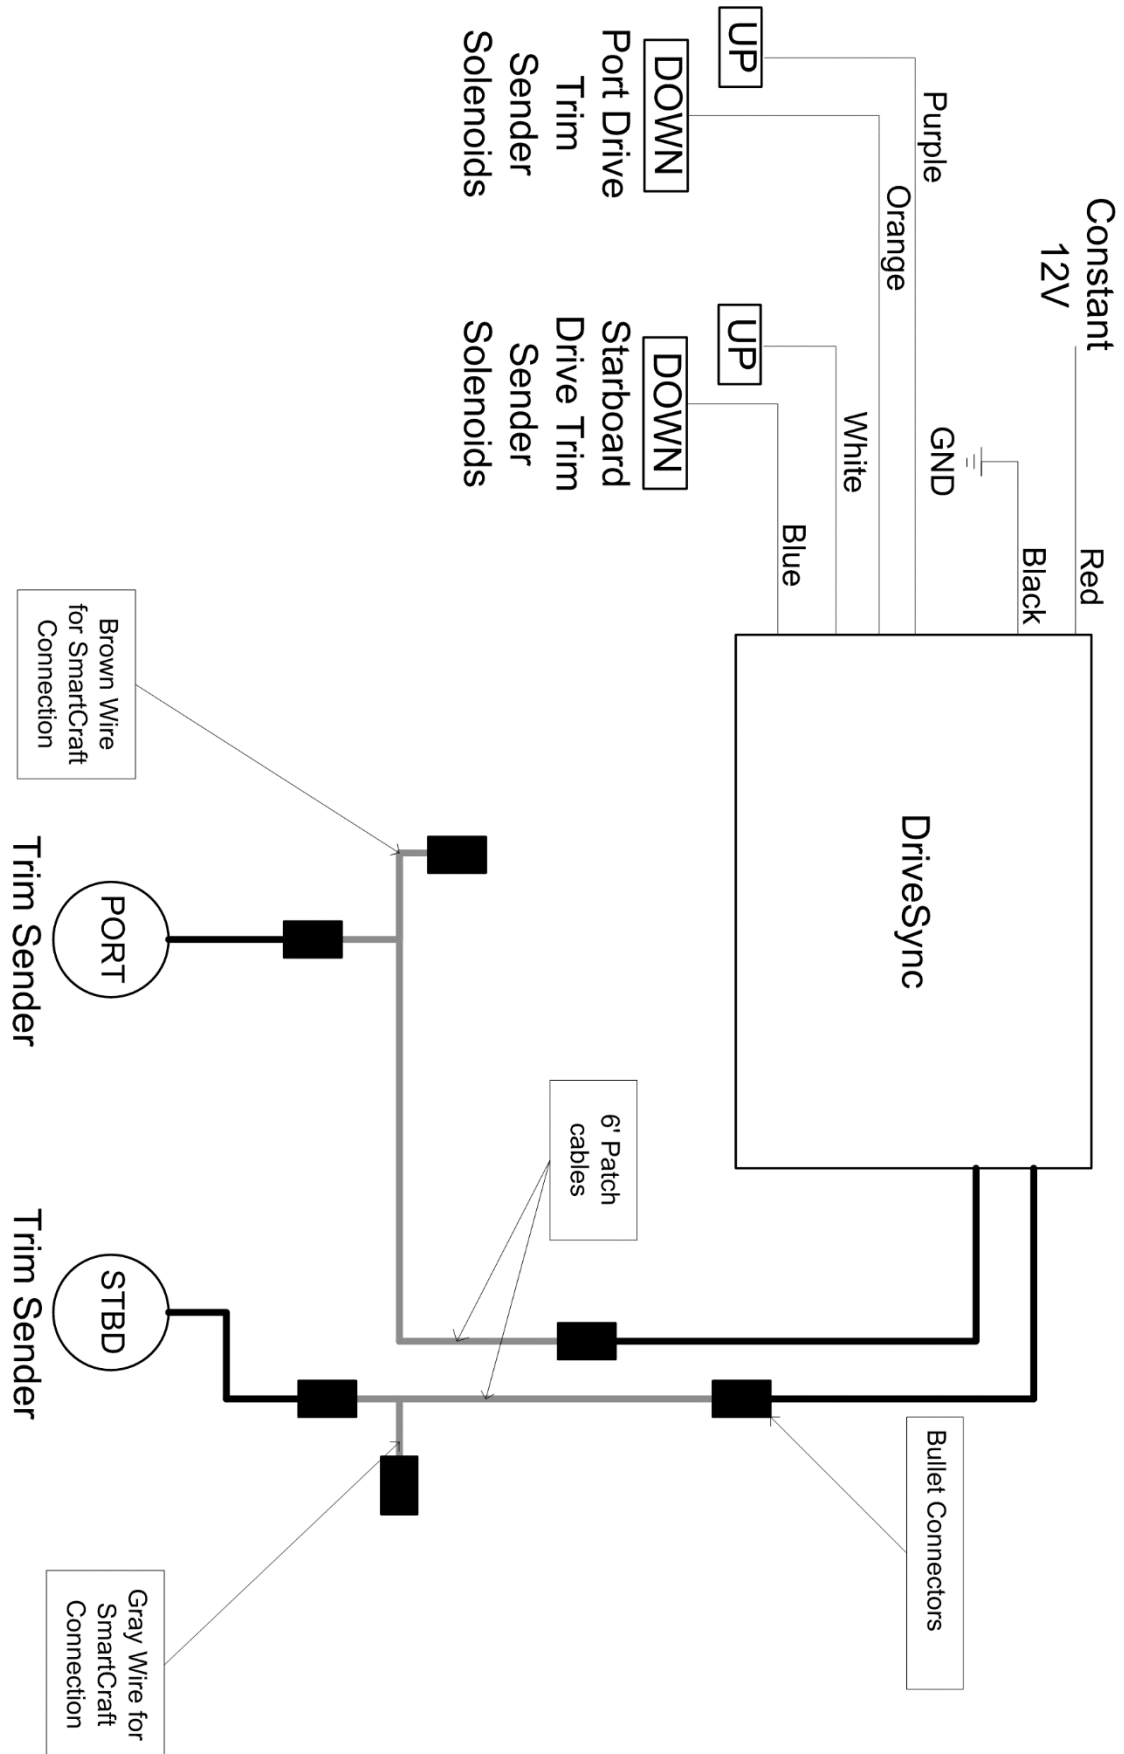 Constant
12V
Red
Black
GND
Purple
Orange
White
Blue
UP
DOWN
Port Drive
Trim
Sender
Solenoids
UP
DOWN
Starboard
Drive Trim
Sender
Solenoids
DriveSync
Bullet Connectors
6' Patch
cables
Brown Wire
for SmartCraft
Connection
PORT
Trim Sender
STBD
Trim Sender
Gray Wire for
SmartCraft
Connection